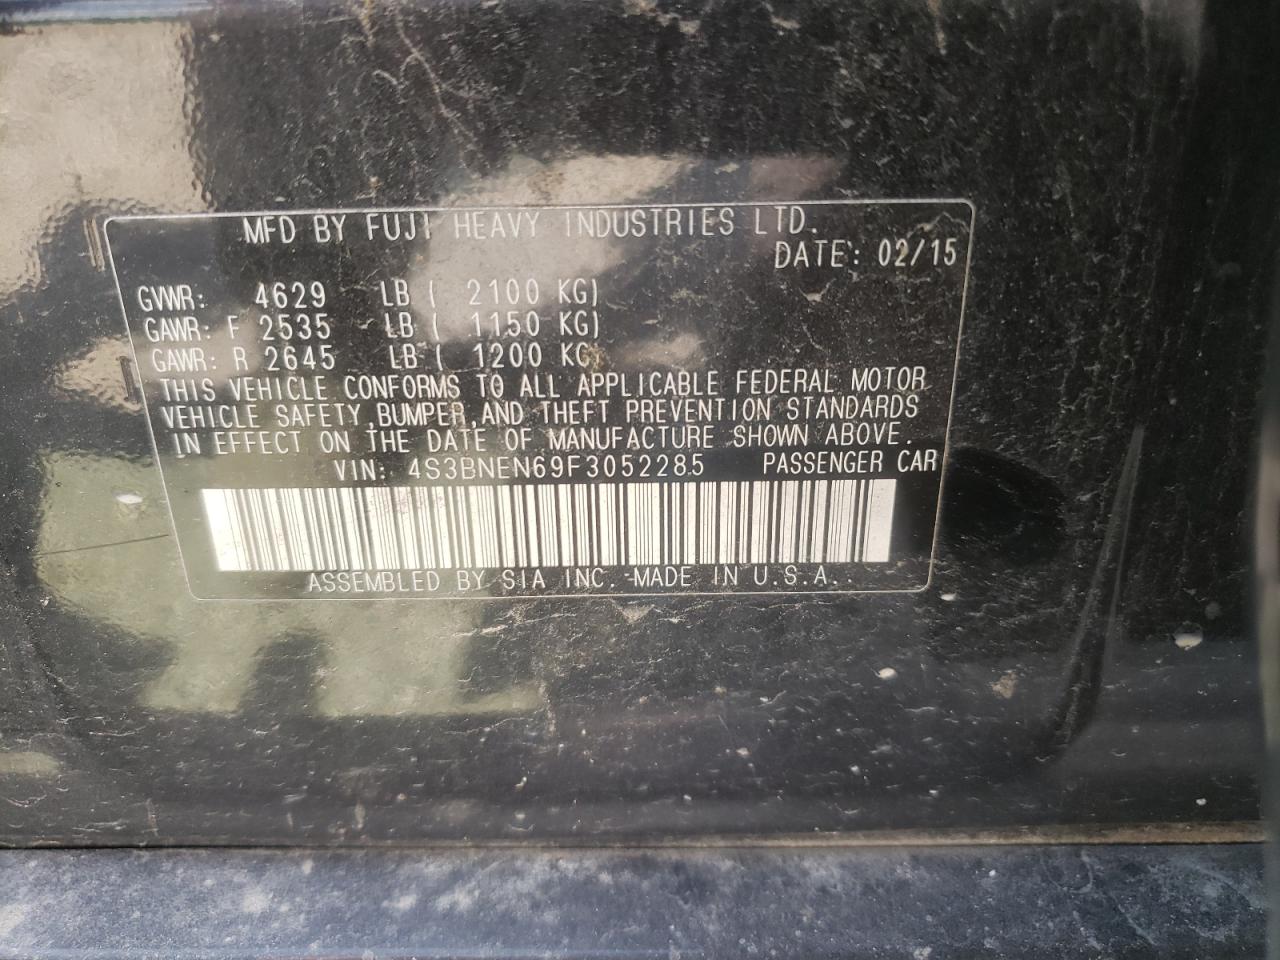 MFD BY FUJI HEAVY INDUSTRIES LTD.
DATE: 02/15
GVWR: 4629 LB ( 2100 KG)
GAWR: F 2535 LB ( 1150 KG)
GAWR: R 2645 LB ( 1200 KG
THIS VEHICLE CONFORMS TO ALL APPLICABLE FEDERAL MOTOR
VEHICLE SAFETY,BUMPER,AND THEFT PREVENTION STANDARDS
IN EFFECT ON THE DATE OF MANUFACTURE SHOWN ABOVE.
VIN: 4S3BNEN69F3052285 PASSENGER CAR
ASSEMBLED BY SIA INC. MADE IN U.S.A.